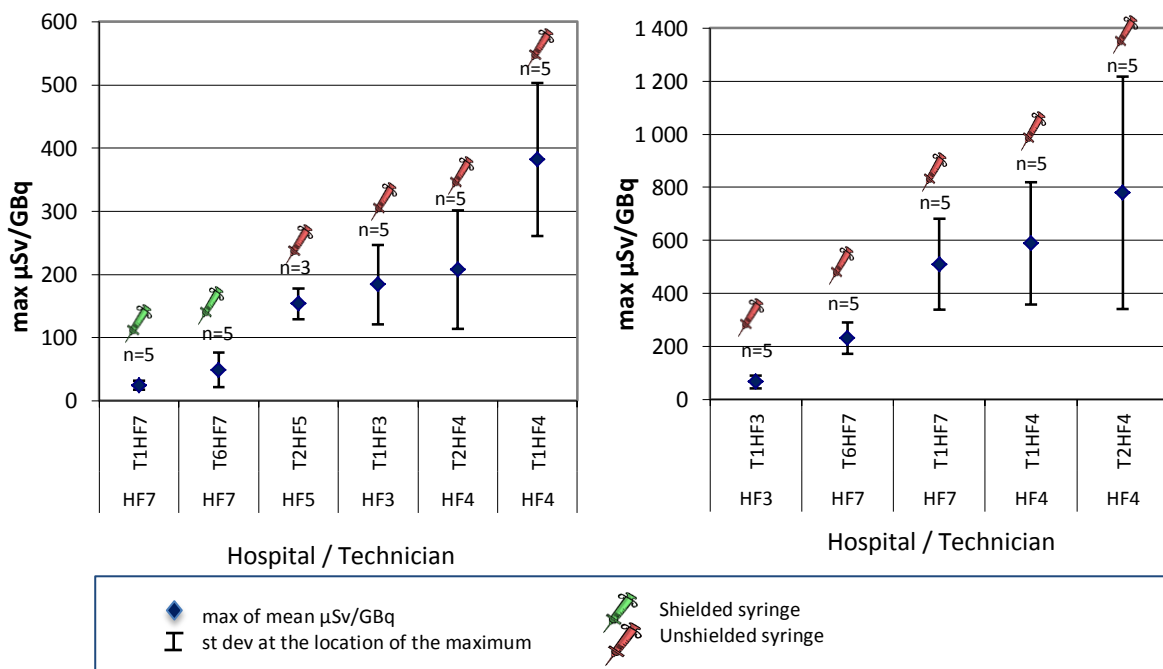 max µSv/GBq
600
500
400
300
200
100
0
n=5
n=5
n=3
n=5
n=5
n=5
T1HF7
T6HF7
T2HF5
T1HF3
T2HF4
T1HF4
HF7
HF7
HF5
HF3
HF4
HF4
Hospital / Technician
max µSv/GBq
1 400
1 200
1 000
800
600
400
200
0
n=5
n=5
n=5
n=5
n=5
T1HF3
T6HF7
T1HF7
T1HF4
T2HF4
HF3
HF7
HF7
HF4
HF4
Hospital / Technician
max of mean µSv/GBq
st dev at the location of the maximum
Shielded syringe
Unshielded syringe